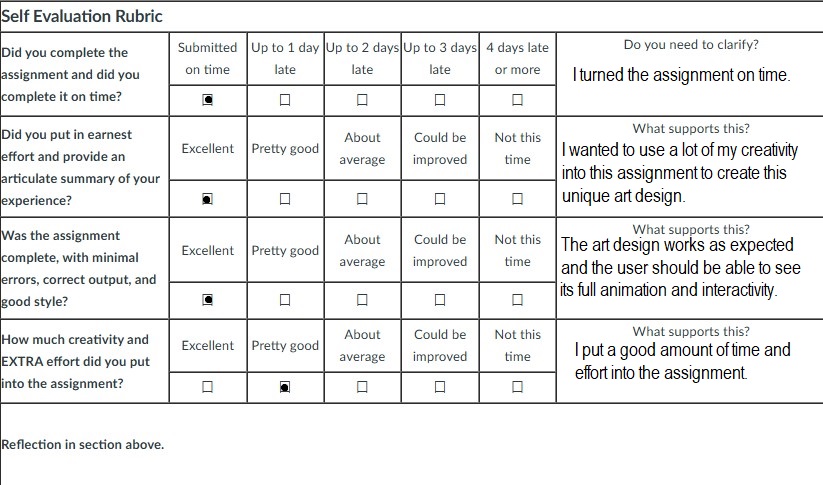 Self Evaluation Rubric
Did you complete the
assignment and did you
complete it on time?
Submitted
on time
Up to 1 day
late
Up to 2 days
late
Up to 3 days
late
4 days late
or more
Do you need to clarify?
I turned the assignment on time.
Did you put in earnest
effort and provide an
articulate summary of your
experience?
Excellent
Pretty good
About
average
Could be
improved
Not this
time
What supports this?
I wanted to use a lot of my creativity
into this assignment to create this
unique art design.
Was the assignment
complete, with minimal
errors, correct output, and
good style?
Excellent
Pretty good
About
average
Could be
improved
Not this
time
What supports this?
The art design works as expected
and the user should be able to see
its full animation and interactivity.
How much creativity and
EXTRA effort did you put
into the assignment?
Excellent
Pretty good
About
average
Could be
improved
Not this
time
What supports this?
I put a good amount of time and
effort into the assignment.
Reflection in section above.